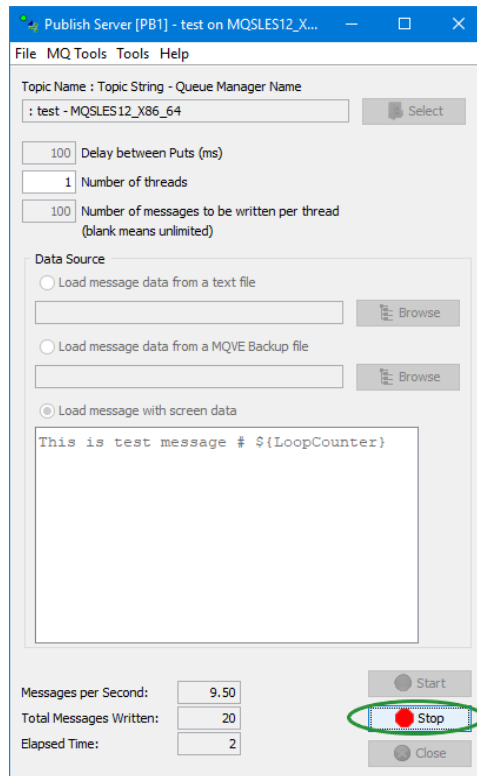 Publish Server [PB1] - test on MQSLES12_X...
File MQ Tools Tools Help
Topic Name : Topic String - Queue Manager Name
: test - MQSLES12_X86_64
Select
100 Delay between Puts (ms)
1 Number of threads
100 Number of messages to be written per thread
(blank means unlimited)
Data Source
Load message data from a text file
Browse
Load message data from a MQVE Backup file
Browse
Load message with screen data
This is test message # ${LoopCounter}
Start
Messages per Second: 9.50
Total Messages Written: 20
Stop
Elapsed Time: 2
Close